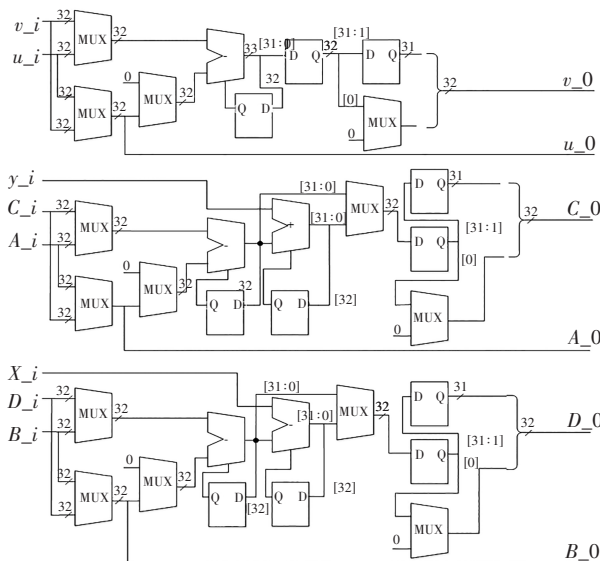 v_i 32 MUX 32 [31:0] 32 [31:1] 31
u_i 32 - 33 D Q D Q
0 MUX 32 32 [0] 32 v_0
32 MUX 32 Q D MUX
32 0 u_0
y_i 31
C_i 32 [31:0] D Q C_0
MUX 32 + [31:0] MUX 32 32
A_i 32 - D Q [31:1]
0 [0]
32 MUX 32 MUX 32 Q D 32 Q D [32] MUX
32 0 A_0
X_i
D_i 32 [31:0] D Q 31
MUX 32 - [31:0] MUX 32 32 D_0
B_i 32 - D Q [31:1]
0 [0]
32 MUX 32 MUX 32 Q D [32] Q D [32] MUX
32 0 B_0